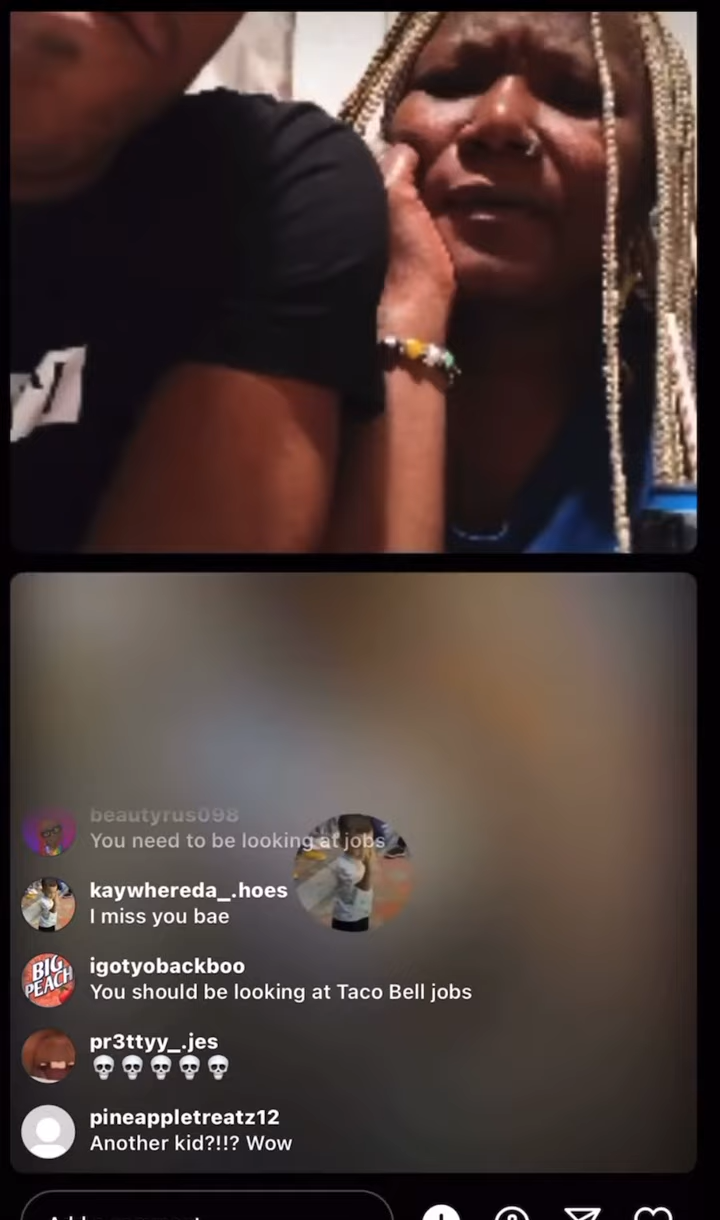 beautyrus098
You need to be looking at jobs
kaywhereda_.hoes
I miss you bae
BIG
PEACH
igotyobackboo
You should be looking at Taco Bell jobs
pr3ttyy_.jes
💀💀💀💀💀
pineappletreatz12
Another kid?!!? Wow